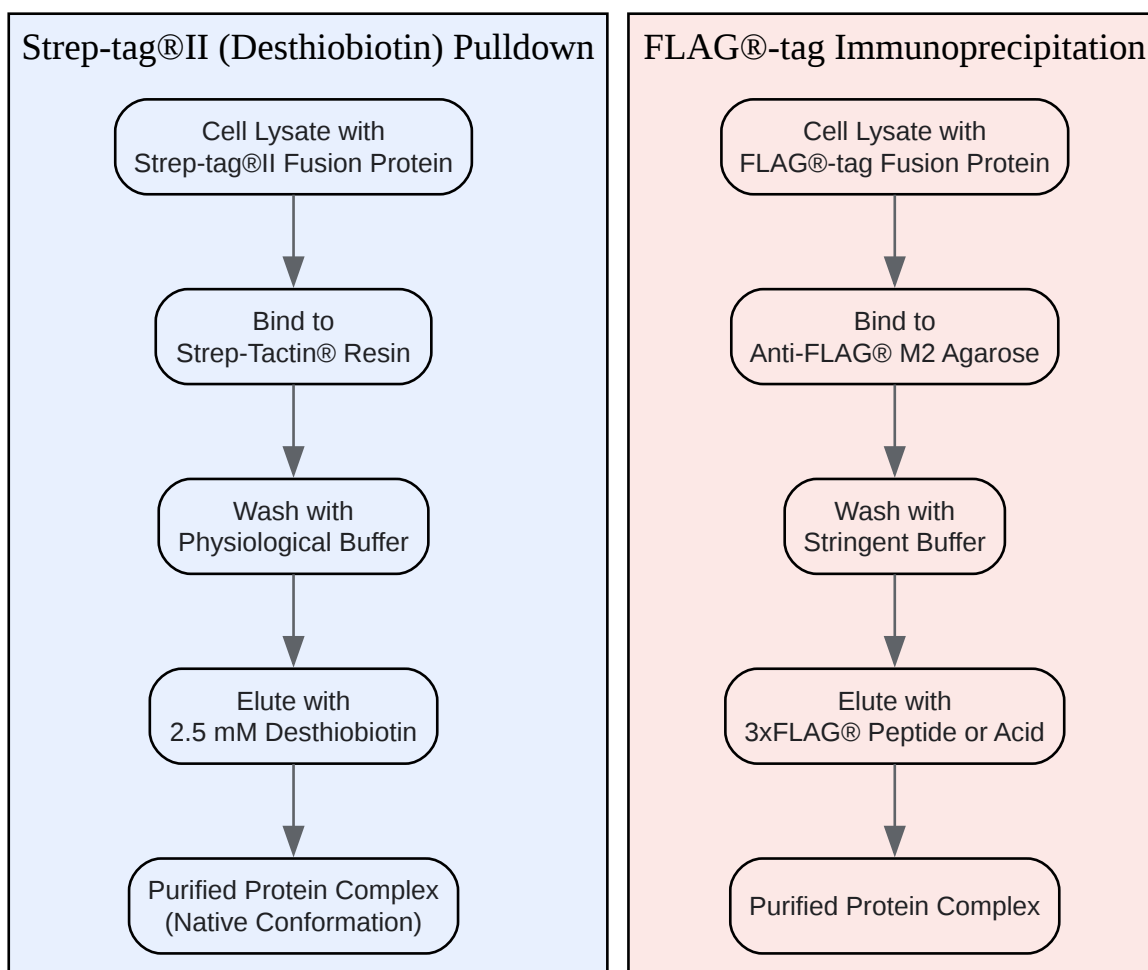 Strep-tag®II (Desthiobiotin) Pulldown
Cell Lysate with
Strep-tag®II Fusion Protein
Bind to
Strep-Tactin® Resin
Wash with
Physiological Buffer
Elute with
2.5 mM Desthiobiotin
Purified Protein Complex
(Native Conformation)
FLAG®-tag Immunoprecipitation
Cell Lysate with
FLAG®-tag Fusion Protein
Bind to
Anti-FLAG® M2 Agarose
Wash with
Stringent Buffer
Elute with
3xFLAG® Peptide or Acid
Purified Protein Complex